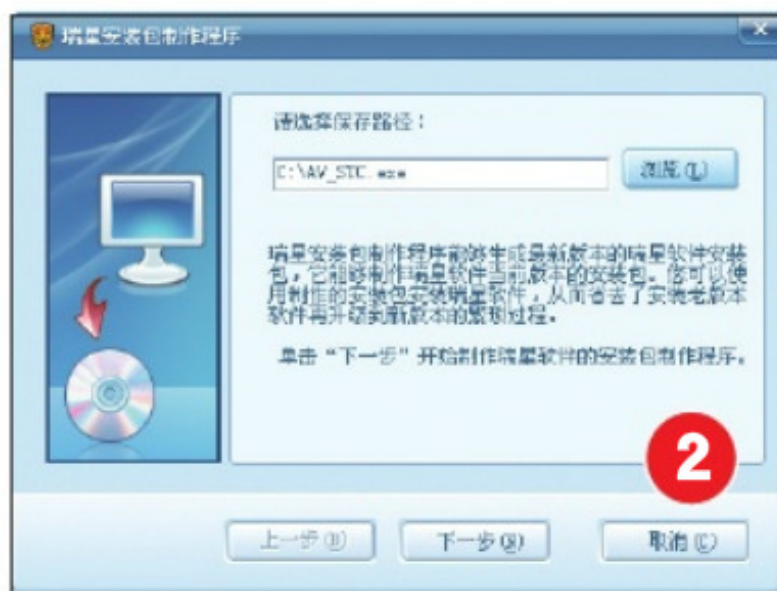 瑞星安装包制作程序
请选择保存路径：
C:\AV_STC.exe
浏览(L)
瑞星安装包制作程序能够生成最新版本的瑞星软件安装
包，它能够制作瑞星软件当前版本的安装包。您可以使
用制作的安装包安装瑞星软件，从而省去了安装老版本
软件再升级到新版本的繁琐过程。
单击“下一步”开始制作瑞星软件的安装包制作程序。
2
上一步(B)
下一步(N)
取消(C)